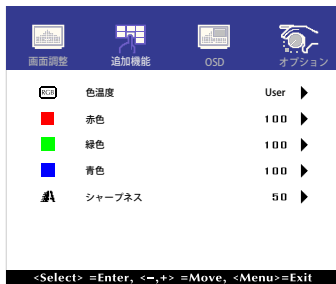 画面調整 追加機能 OSD オプション
RGB 色温度 User
赤色 100
緑色 100
青色 100
シャープネス 50
<Select> =Enter, <−,+> =Move, <Menu>=Exit